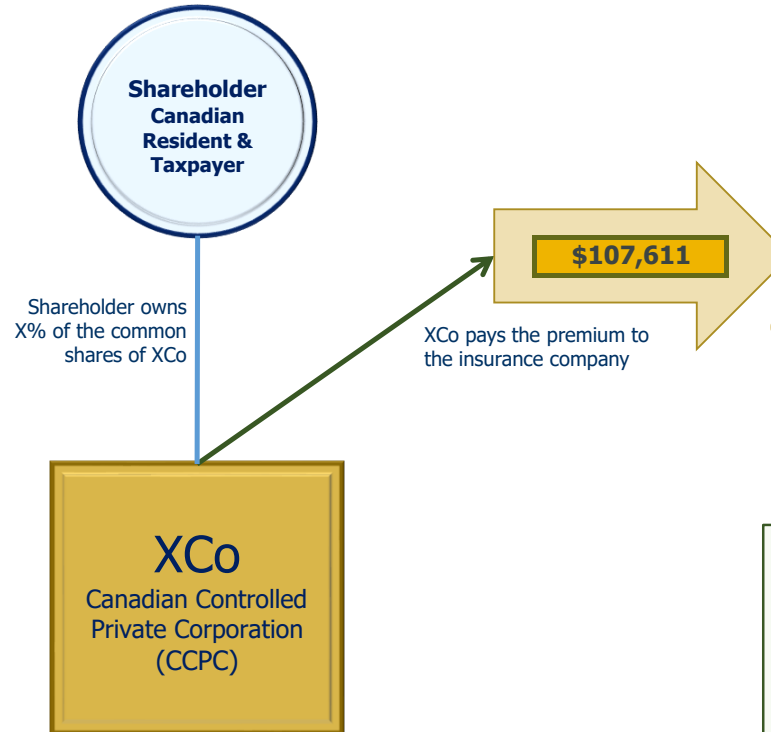 Shareholder
Canadian
Resident &
Taxpayer
$107,611
Shareholder owns
X% of the common
shares of XCo
XCo pays the premium to
the insurance company
XCo
Canadian Controlled
Private Corporation
(CCPC)